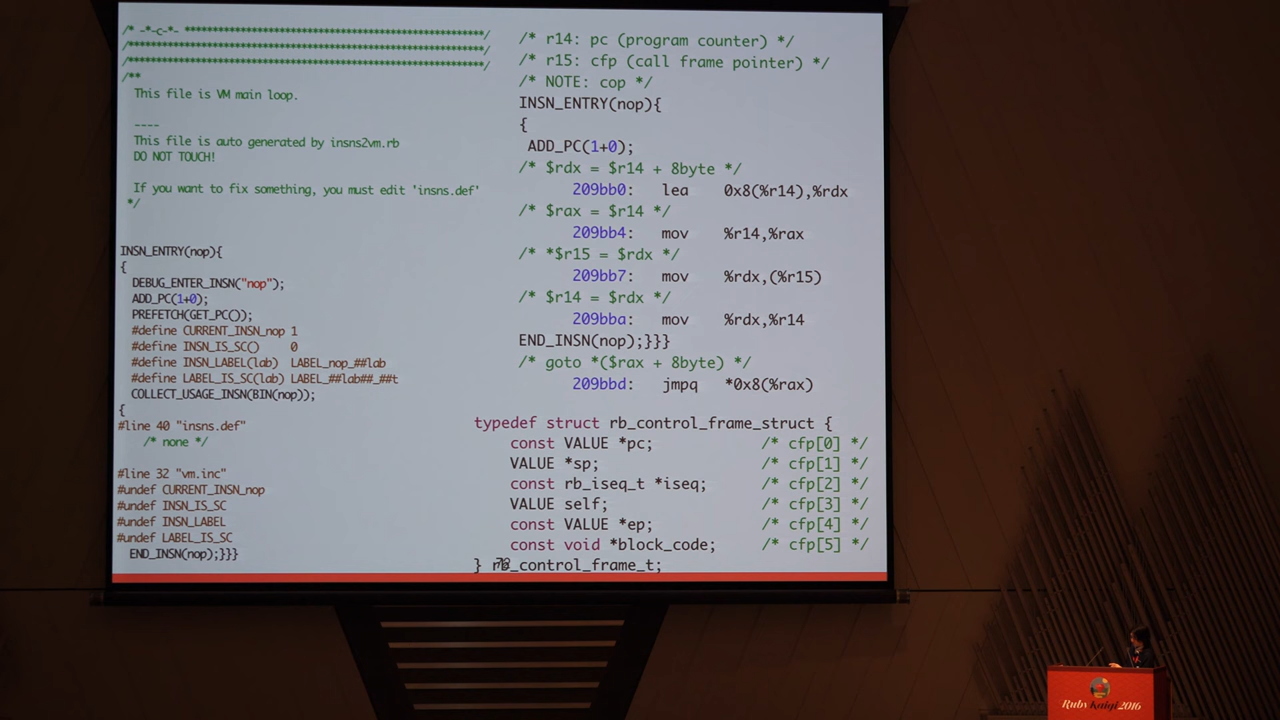 /* -*-c-*- *********************************************/
/****************************************************/
/****************************************************/
/**
This file is VM main loop.
----
This file is auto generated by insns2vm.rb
DO NOT TOUCH!
If you want to fix something, you must edit 'insns.def'
*/
INSN_ENTRY(nop){
{
DEBUG_ENTER_INSN("nop");
ADD_PC(1+0);
PREFETCH(GET_PC());
#define CURRENT_INSN_nop 1
#define INSN_IS_SC() 0
#define INSN_LABEL(lab) LABEL_nop_##lab
#define LABEL_IS_SC(lab) LABEL_##lab##_##t
COLLECT_USAGE_INSN(BIN(nop));
{
#line 40 "insns.def"
/* none */
#line 32 "vm.inc"
#undef CURRENT_INSN_nop
#undef INSN_IS_SC
#undef INSN_LABEL
#undef LABEL_IS_SC
END_INSN(nop);}}}
/* r14: pc (program counter) */
/* r15: cfp (call frame pointer) */
/* NOTE: cop */
INSN_ENTRY(nop){
{
ADD_PC(1+0);
/* $rdx = $r14 + 8byte */
209bb0: lea 0x8(%r14),%rdx
/* $rax = $r14 */
209bb4: mov %r14,%rax
/* *$r15 = $rdx */
209bb7: mov %rdx,(%r15)
/* $r14 = $rdx */
209bba: mov %rdx,%r14
END_INSN(nop);}}}
/* goto *($rax + 8byte) */
209bbd: jmpq *0x8(%rax)
typedef struct rb_control_frame_struct {
const VALUE *pc; /* cfp[0] */
VALUE *sp; /* cfp[1] */
const rb_iseq_t *iseq; /* cfp[2] */
VALUE self; /* cfp[3] */
const VALUE *ep; /* cfp[4] */
const void *block_code; /* cfp[5] */
} rb_control_frame_t;
RubyKaigi 2016